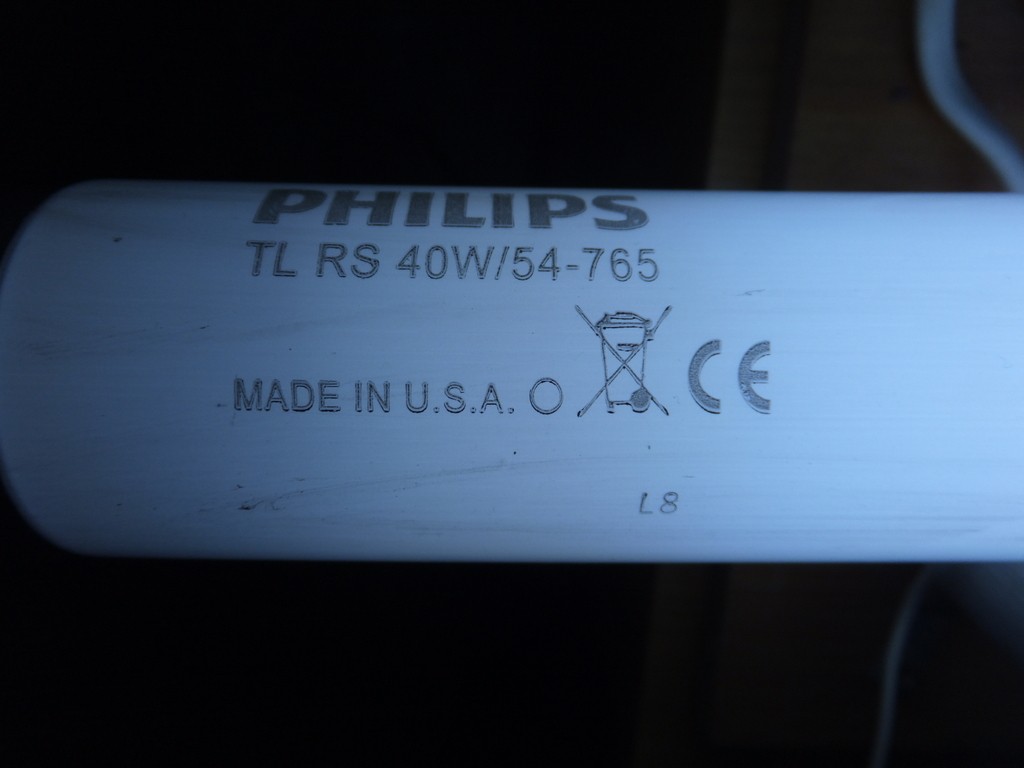 PHILIPS
TL RS 40W/54-765
MADE IN U.S.A. CE
L8